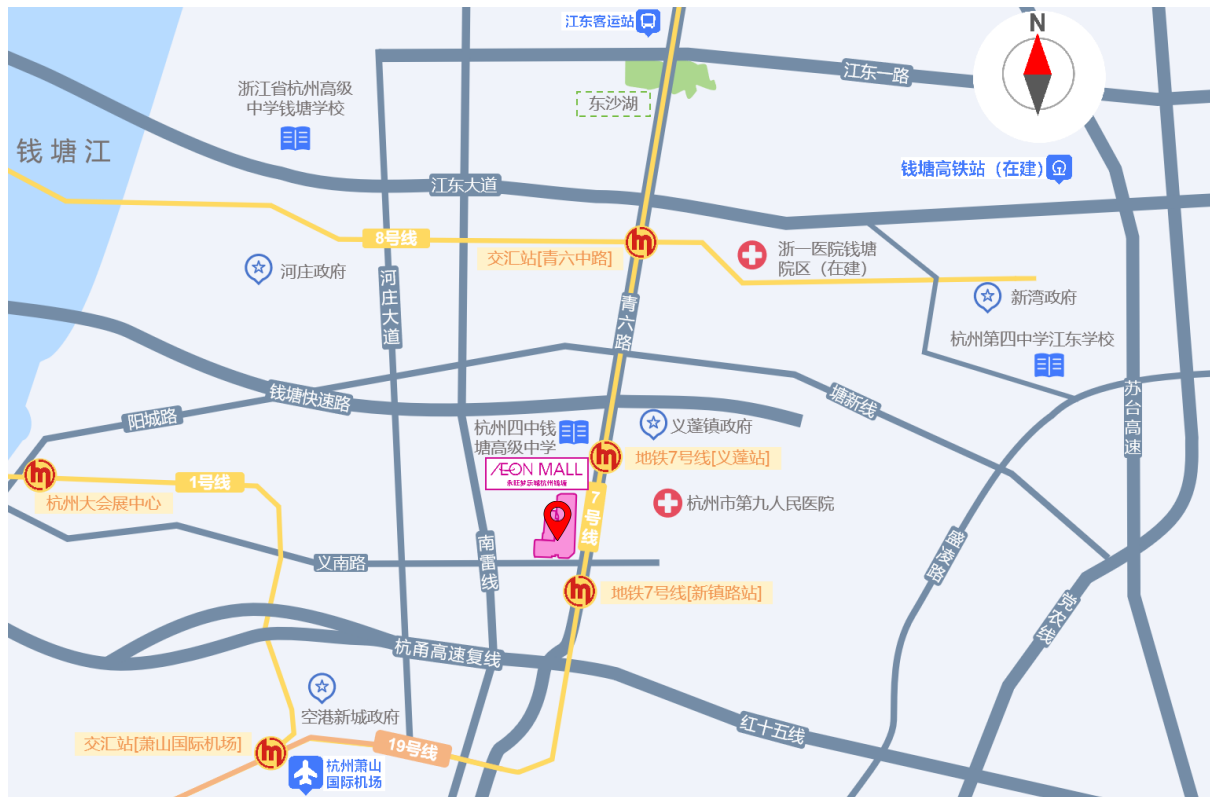 江东客运站
N
江东一路
浙江省杭州高级
中学钱塘学校
东沙湖
钱塘江
钱塘高铁站（在建）
江东大道
8号线
交汇站[青六中路]
浙一医院钱塘
院区（在建）
河庄政府
河庄大道
青六路
新湾政府
杭州第四中学江东学校
钱塘快速路
塘新线
苏台高速
阳城路
杭州四中钱
塘高级中学
义蓬镇政府
地铁7号线[义蓬站]
AEON MALL
永旺梦乐城杭州钱塘
1号线
7号线
杭州大会展中心
杭州市第九人民医院
南雷线
盛凌路
义南路
地铁7号线[新镇路站]
党农线
杭甬高速复线
空港新城政府
红十五线
交汇站[萧山国际机场]
19号线
杭州萧山
国际机场